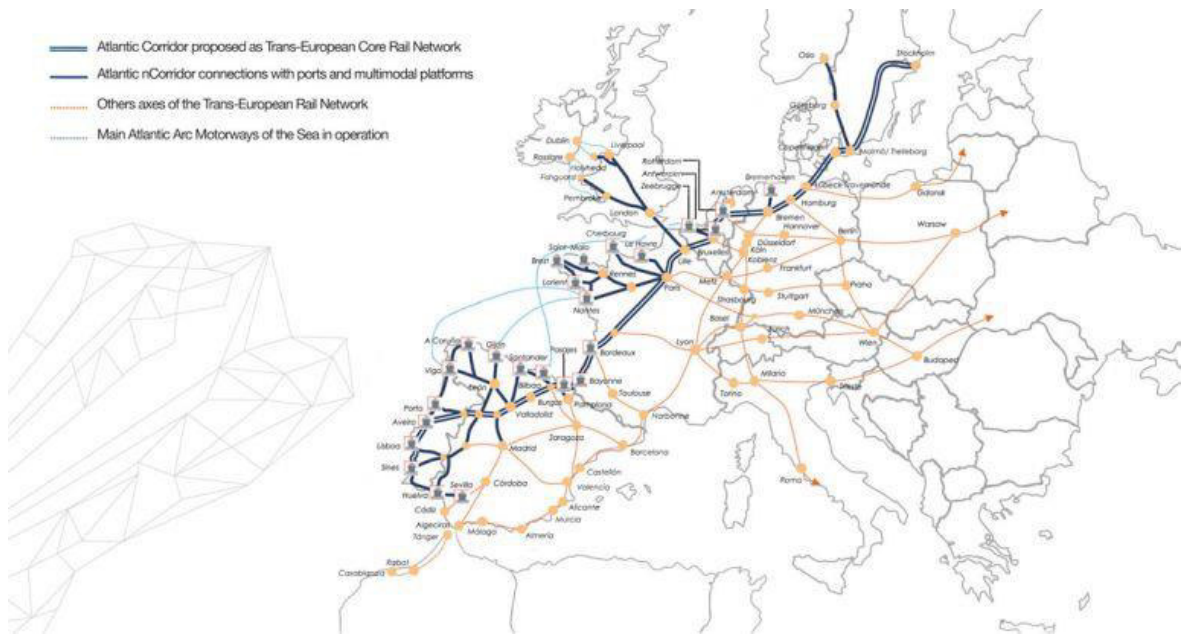 Atlantic Corridor proposed as Trans-European Core Rail Network
Atlantic nCorridor connections with ports and multimodal platforms
Others axes of the Trans-European Rail Network
Main Atlantic Arc Motorways of the Sea in operation
Oslo
Stockholm
Göteborg
Copenhagen
Malmö/Trelleborg
Dublin
Liverpool
Rosslare
Holyhead
Fishguard
Pembroke
London
Rotterdam
Antwerpen
Zeebrugge
Amsterdam
Bremerhaven
Hamburg
Bremen
Hannover
Gdansk
Warsaw
Berlin
Düsseldorf
Köln
Koblenz
Bruxelles
Lille
Cherbourg
Le Havre
Saint-Malo
Brest
Rennes
Lorient
Nantes
Paris
Metz
Frankfurt
Praha
Strasbourg
Stuttgart
München
Basel
Zürich
Wien
Budapest
Lyon
Milano
Torino
Trieste
Bordeaux
Bayonne
Toulouse
Narbonne
A Coruña
Gijón
Santander
Pasajes
Vigo
León
Bilbao
Burgos
Pamplona
Porto
Aveiro
Valladolid
Zaragoza
Lisboa
Madrid
Barcelona
Sines
Castellón
Córdoba
Valencia
Huelva
Sevilla
Alicante
Cádiz
Murcia
Algeciras
Málaga
Almería
Tánger
Rabat
Casablanca
Roma